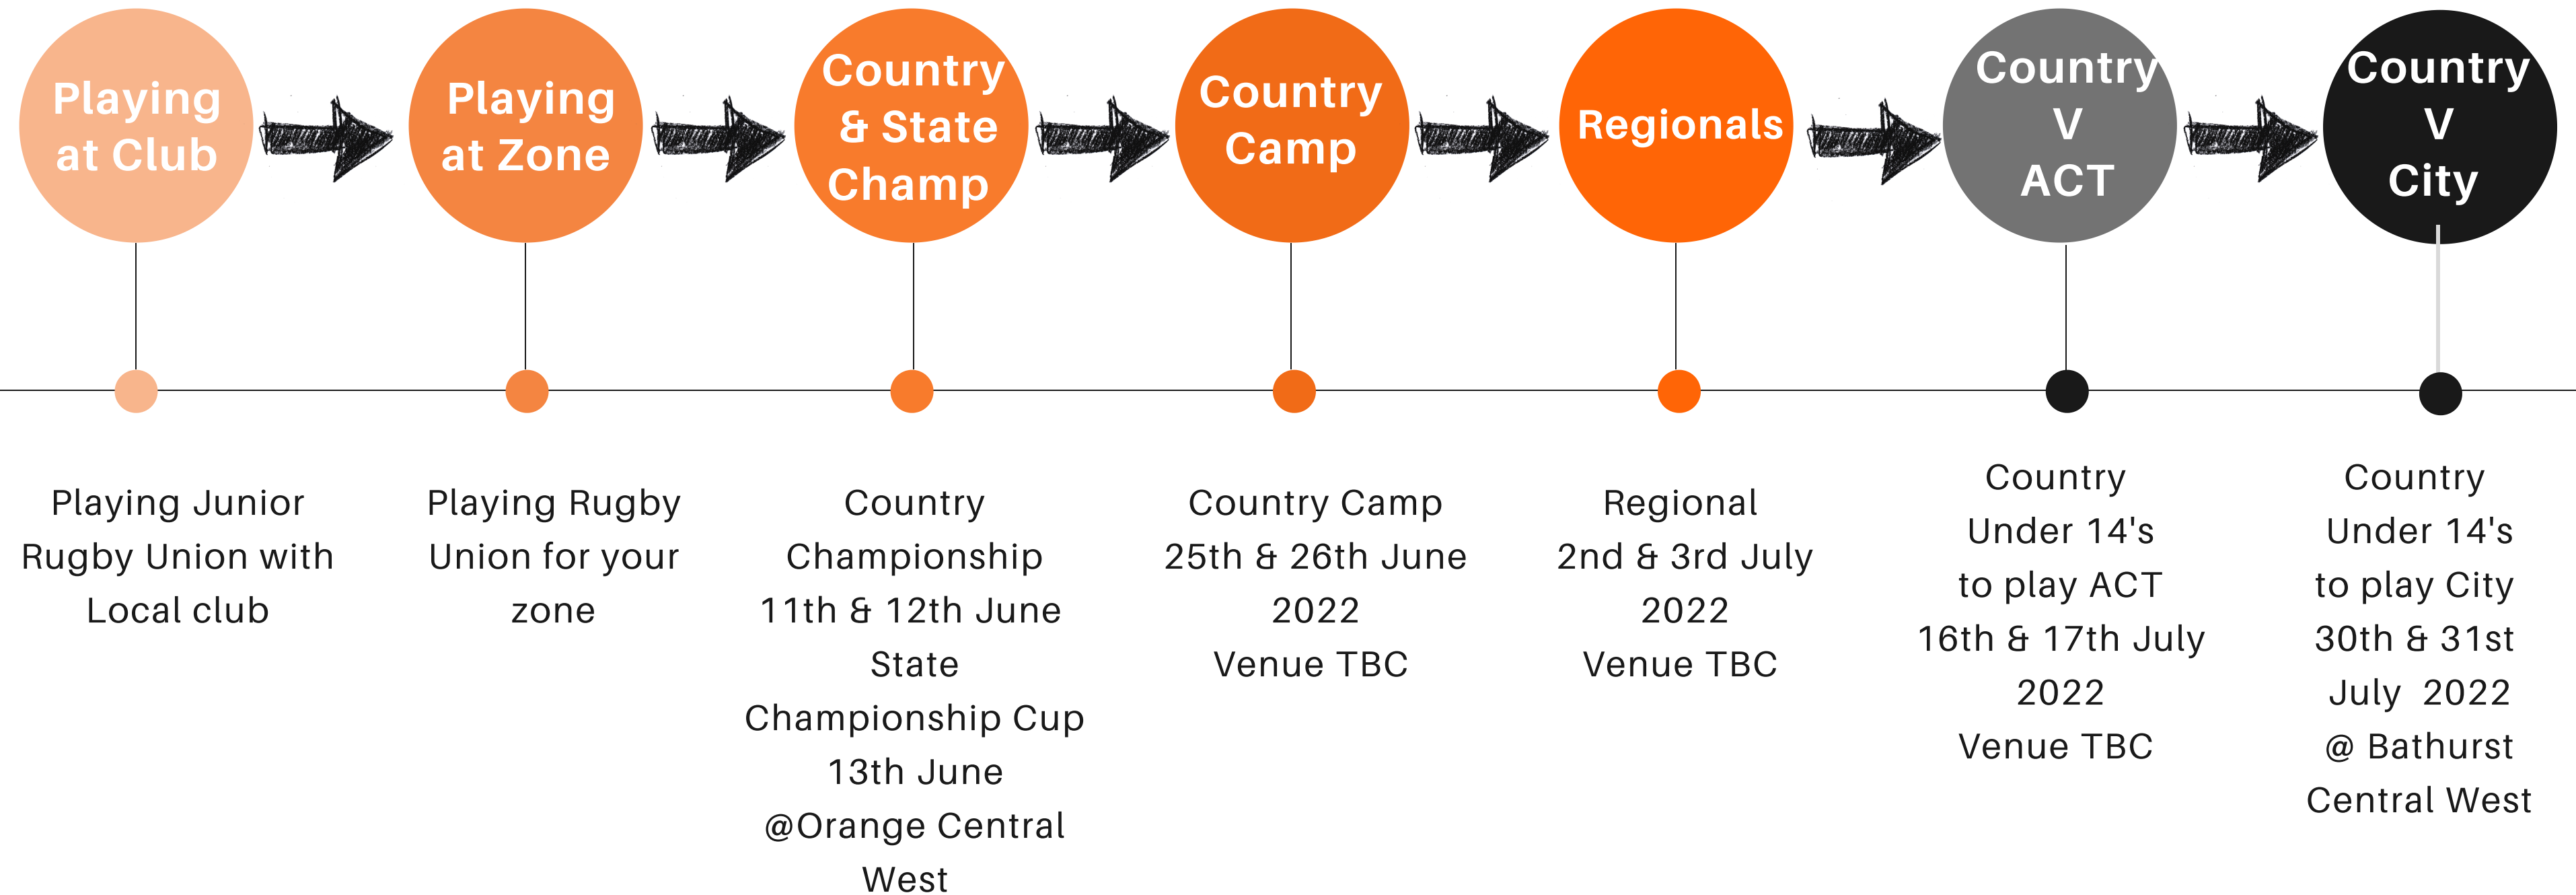 Playing
at Club
Playing
at Zone
Country
& State
Champ
Country
Camp
Regionals
Country
V
ACT
Country
V
City
Playing Junior
Rugby Union with
Local club
Playing Rugby
Union for your
zone
Country
Championship
11th & 12th June
State
Championship Cup
13th June
@Orange Central
West
Country Camp
25th & 26th June
2022
Venue TBC
Regional
2nd & 3rd July
2022
Venue TBC
Country
Under 14's
to play ACT
16th & 17th July
2022
Venue TBC
Country
Under 14's
to play City
30th & 31st
July 2022
@ Bathurst
Central West